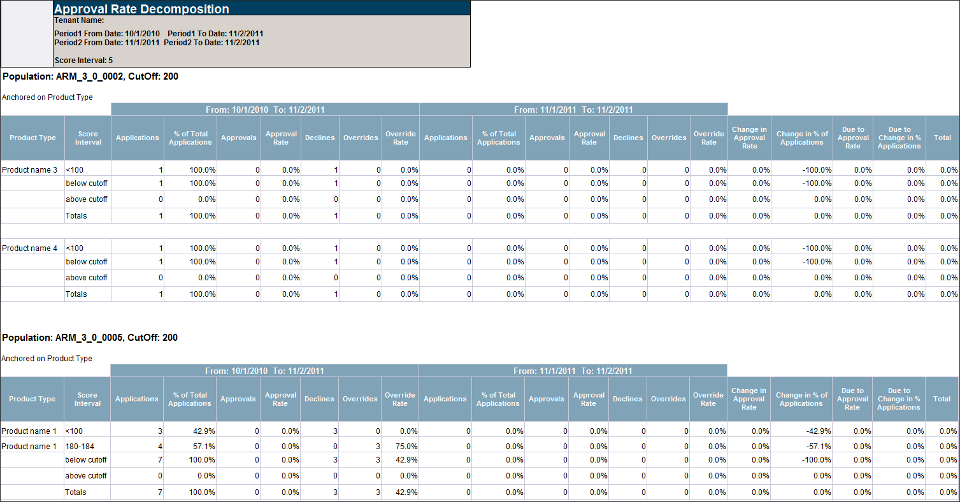 Approval Rate Decomposition
Tenant Name:
Period1 From Date: 10/1/2010 Period1 To Date: 11/2/2011
Period2 From Date: 11/1/2011 Period2 To Date: 11/2/2011
Score Interval: 5
Population: ARM_3_0_0002, CutOff: 200
Anchored on Product Type
From: 10/1/2010 To: 11/2/2011 From: 11/1/2011 To: 11/2/2011
Product Type Score Interval Applications % of Total Applications Approvals Approval Rate Declines Overrides Override Rate Applications % of Total Applications Approvals Approval Rate Declines Overrides Override Rate Change in Approval Rate Change in % of Applications Due to Approval Rate Due to Change in % Applications Total
Product name 3 <100 1 100.0% 0 0.0% 1 0 0.0% 0 0.0% 0 0.0% 0 0 0.0% 0.0% -100.0% 0.0% 0.0% 0.0%
below cutoff 1 100.0% 0 0.0% 1 0 0.0% 0 0.0% 0 0.0% 0 0 0.0% 0.0% -100.0% 0.0% 0.0% 0.0%
above cutoff 0 0.0% 0 0.0% 0 0 0.0% 0 0.0% 0 0.0% 0 0 0.0% 0.0% 0.0% 0.0% 0.0% 0.0%
Totals 1 100.0% 0 0.0% 1 0 0.0% 0 0.0% 0 0.0% 0 0 0.0% 0.0% 0.0% 0.0% 0.0% 0.0%
Product name 4 <100 1 100.0% 0 0.0% 1 0 0.0% 0 0.0% 0 0.0% 0 0 0.0% 0.0% -100.0% 0.0% 0.0% 0.0%
below cutoff 1 100.0% 0 0.0% 1 0 0.0% 0 0.0% 0 0.0% 0 0 0.0% 0.0% -100.0% 0.0% 0.0% 0.0%
above cutoff 0 0.0% 0 0.0% 0 0 0.0% 0 0.0% 0 0.0% 0 0 0.0% 0.0% 0.0% 0.0% 0.0% 0.0%
Totals 1 100.0% 0 0.0% 1 0 0.0% 0 0.0% 0 0.0% 0 0 0.0% 0.0% 0.0% 0.0% 0.0% 0.0%
Population: ARM_3_0_0005, CutOff: 200
Anchored on Product Type
From: 10/1/2010 To: 11/2/2011 From: 11/1/2011 To: 11/2/2011
Product Type Score Interval Applications % of Total Applications Approvals Approval Rate Declines Overrides Override Rate Applications % of Total Applications Approvals Approval Rate Declines Overrides Override Rate Change in Approval Rate Change in % of Applications Due to Approval Rate Due to Change in % Applications Total
Product name 1 <100 3 42.9% 0 0.0% 3 0 0.0% 0 0.0% 0 0.0% 0 0 0.0% 0.0% -42.9% 0.0% 0.0% 0.0%
Product name 1 180-184 4 57.1% 0 0.0% 0 3 75.0% 0 0.0% 0 0.0% 0 0 0.0% 0.0% -57.1% 0.0% 0.0% 0.0%
below cutoff 7 100.0% 0 0.0% 3 3 42.9% 0 0.0% 0 0.0% 0 0 0.0% 0.0% -100.0% 0.0% 0.0% 0.0%
above cutoff 0 0.0% 0 0.0% 0 0 0.0% 0 0.0% 0 0.0% 0 0 0.0% 0.0% 0.0% 0.0% 0.0% 0.0%
Totals 7 100.0% 0 0.0% 3 3 42.9% 0 0.0% 0 0.0% 0 0 0.0% 0.0% 0.0% 0.0% 0.0% 0.0%